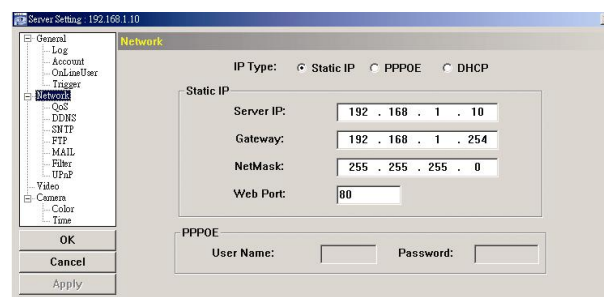 Server Setting : 192.168.1.10
General
Log
Account
OnLineUser
Trigger
Network
QoS
DDNS
SNTP
FTP
MAIL
Filter
UPnP
Video
Camera
Color
Time
OK
Cancel
Apply
Network
IP Type: Static IP PPPOE DHCP
Static IP
Server IP: 192 . 168 . 1 . 10
Gateway: 192 . 168 . 1 . 254
NetMask: 255 . 255 . 255 . 0
Web Port: 80
PPPOE
User Name: Password: